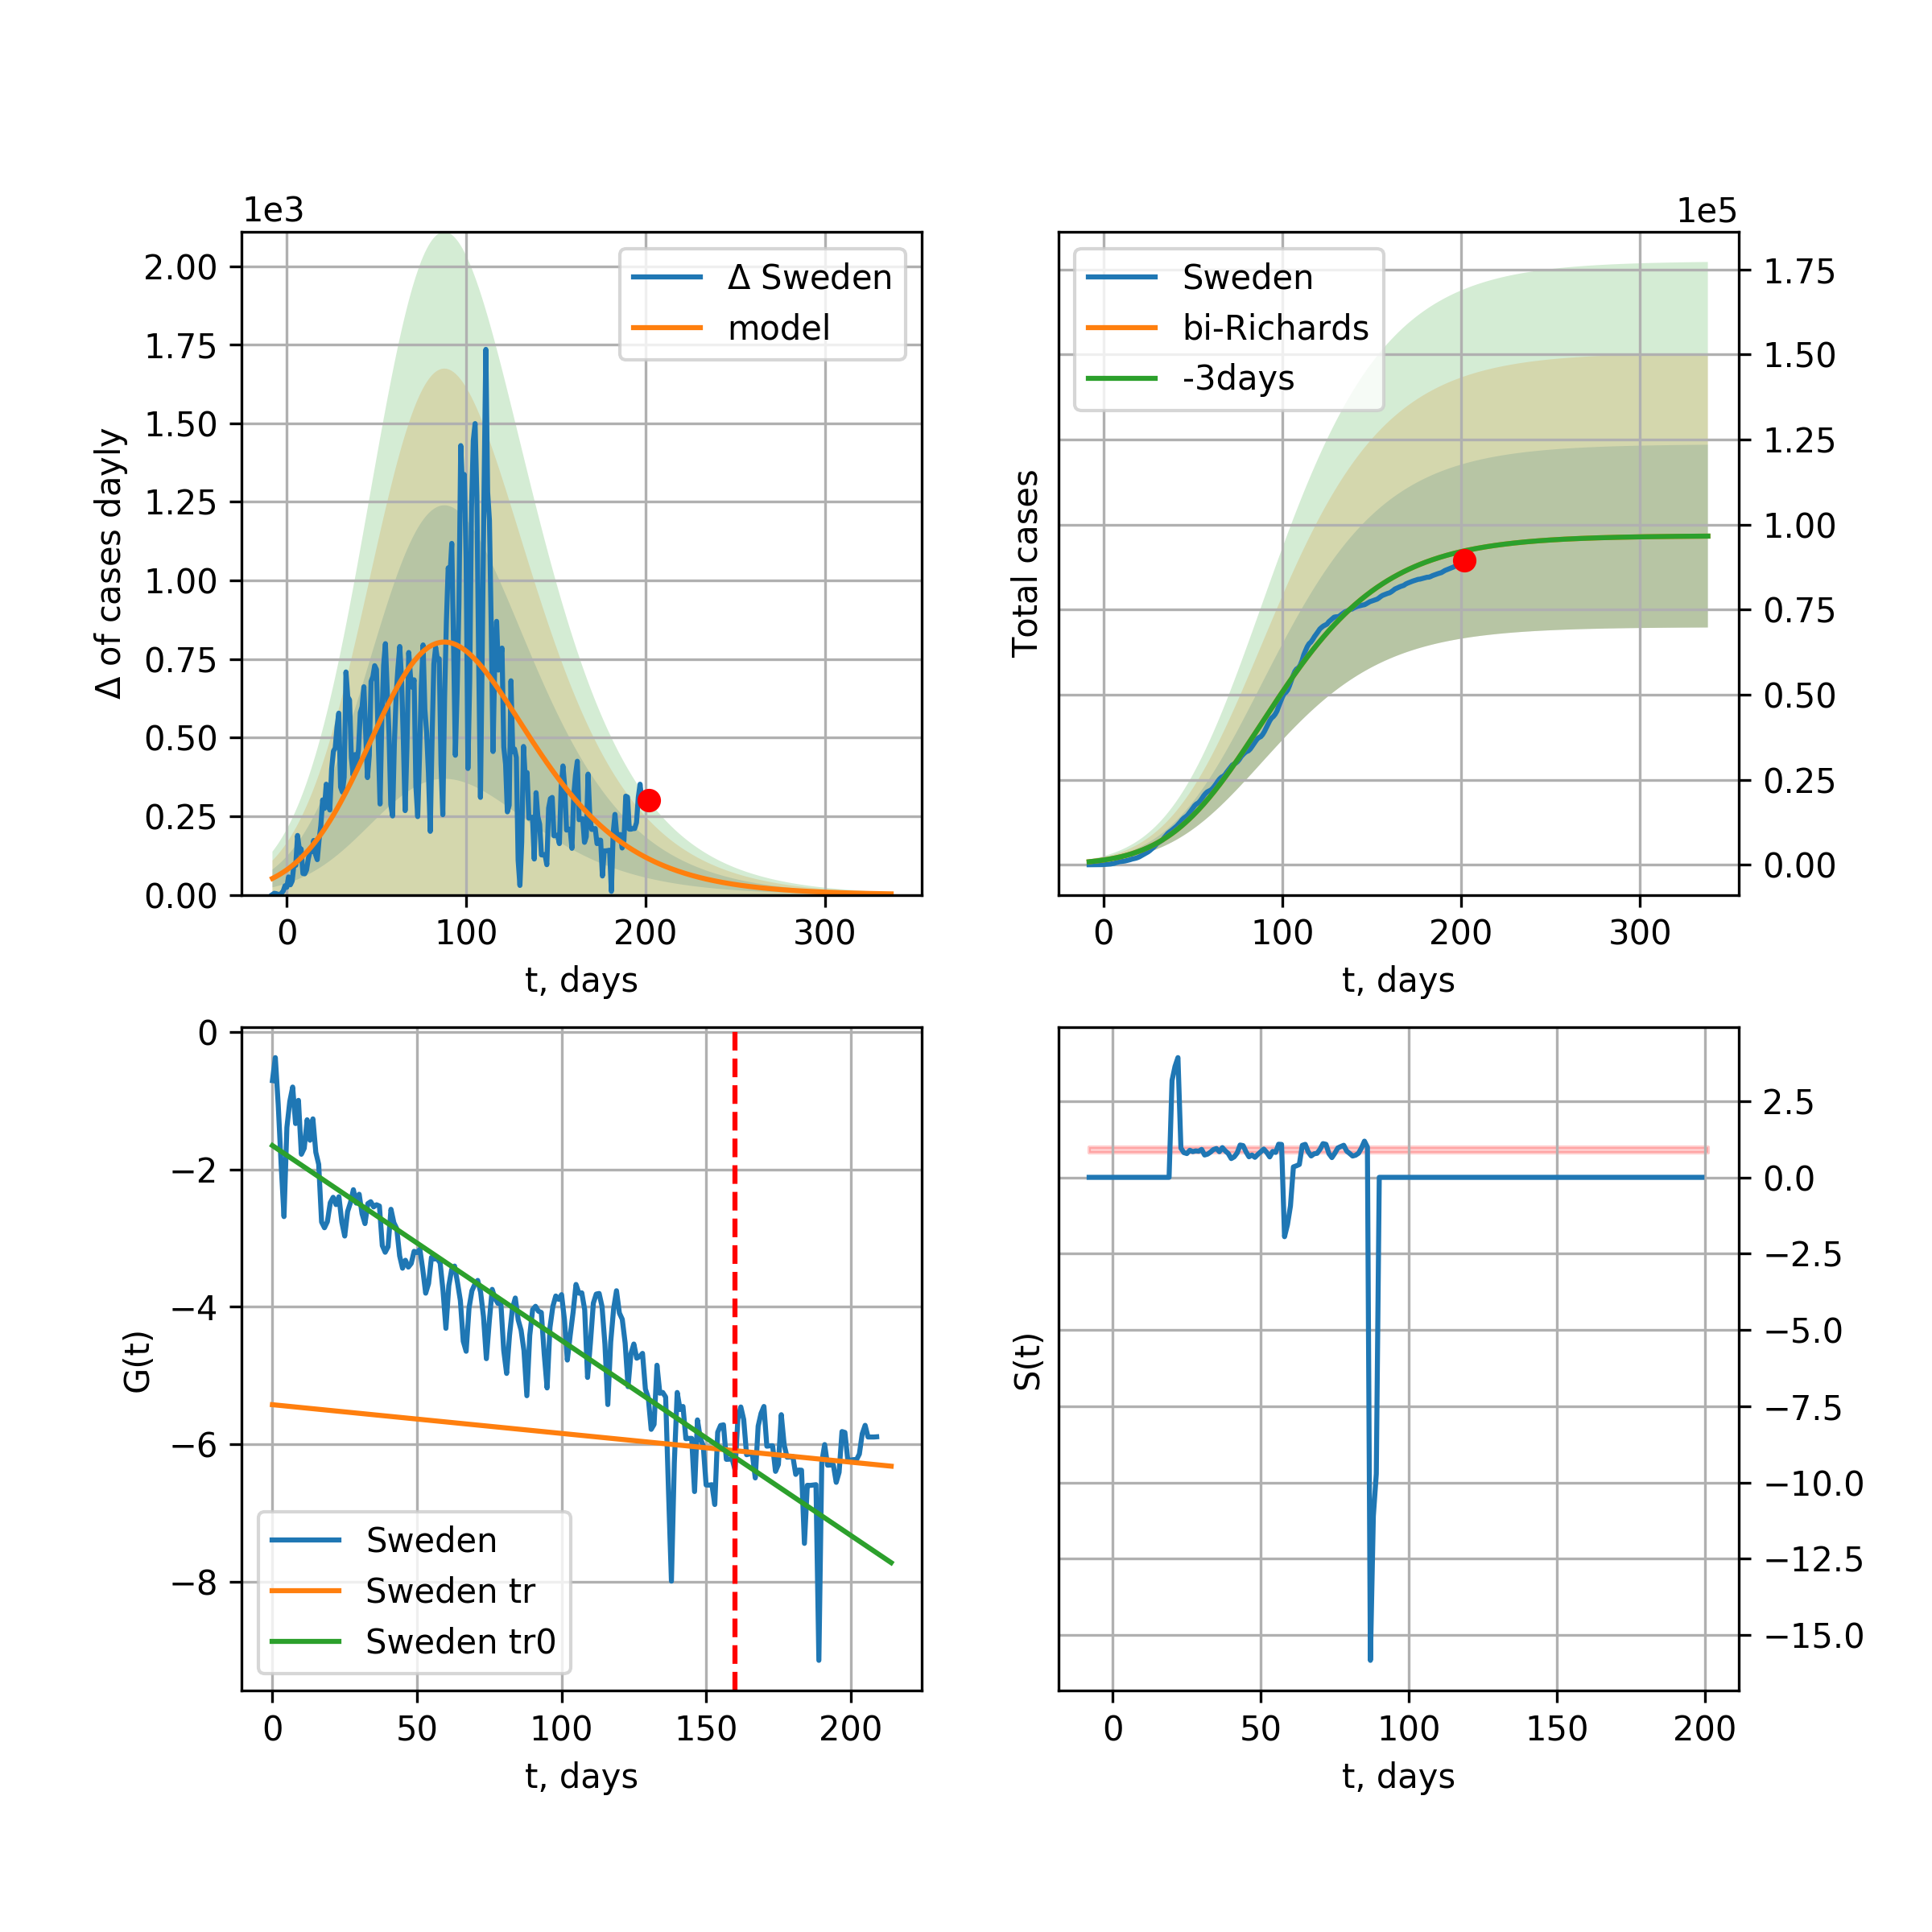 1e3
2.00
1.75
1.50
1.25
1.00
0.75
0.50
0.25
0.00
Δ of cases dayly
Δ Sweden
model
0 100 200 300
t, days
1e5
1.75
1.50
1.25
1.00
0.75
0.50
0.25
0.00
Total cases
Sweden
bi-Richards
-3days
0 100 200 300
t, days
0
−2
−4
−6
−8
G(t)
Sweden
Sweden tr
Sweden tr0
0 50 100 150 200
t, days
2.5
0.0
−2.5
−5.0
−7.5
−10.0
−12.5
−15.0
S(t)
0 50 100 150 200
t, days